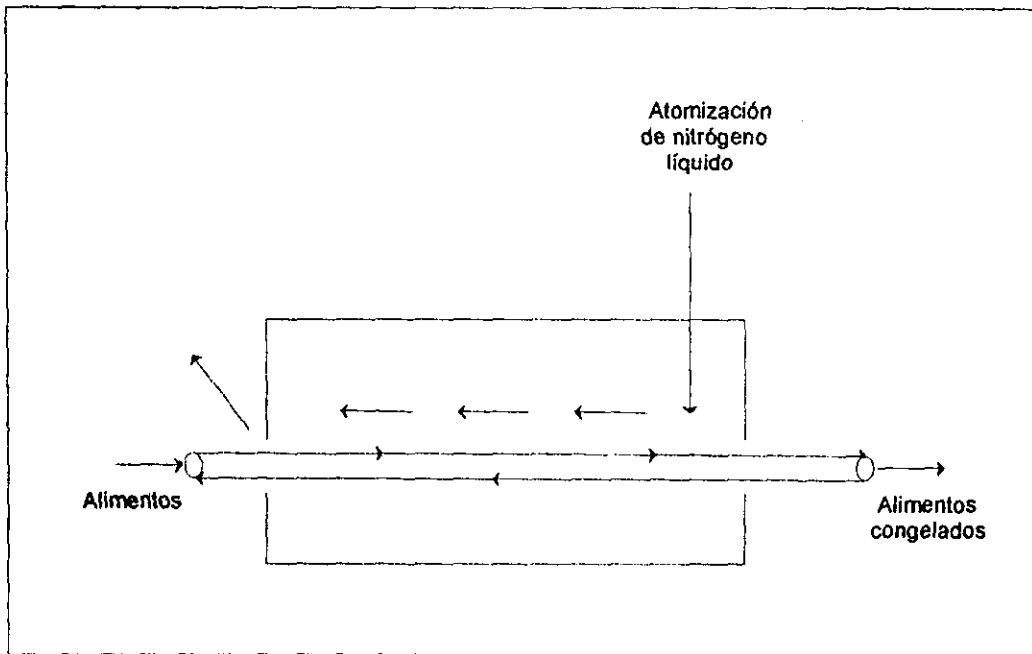 Atomización
de nitrógeno
líquido
Alimentos
Alimentos
congelados